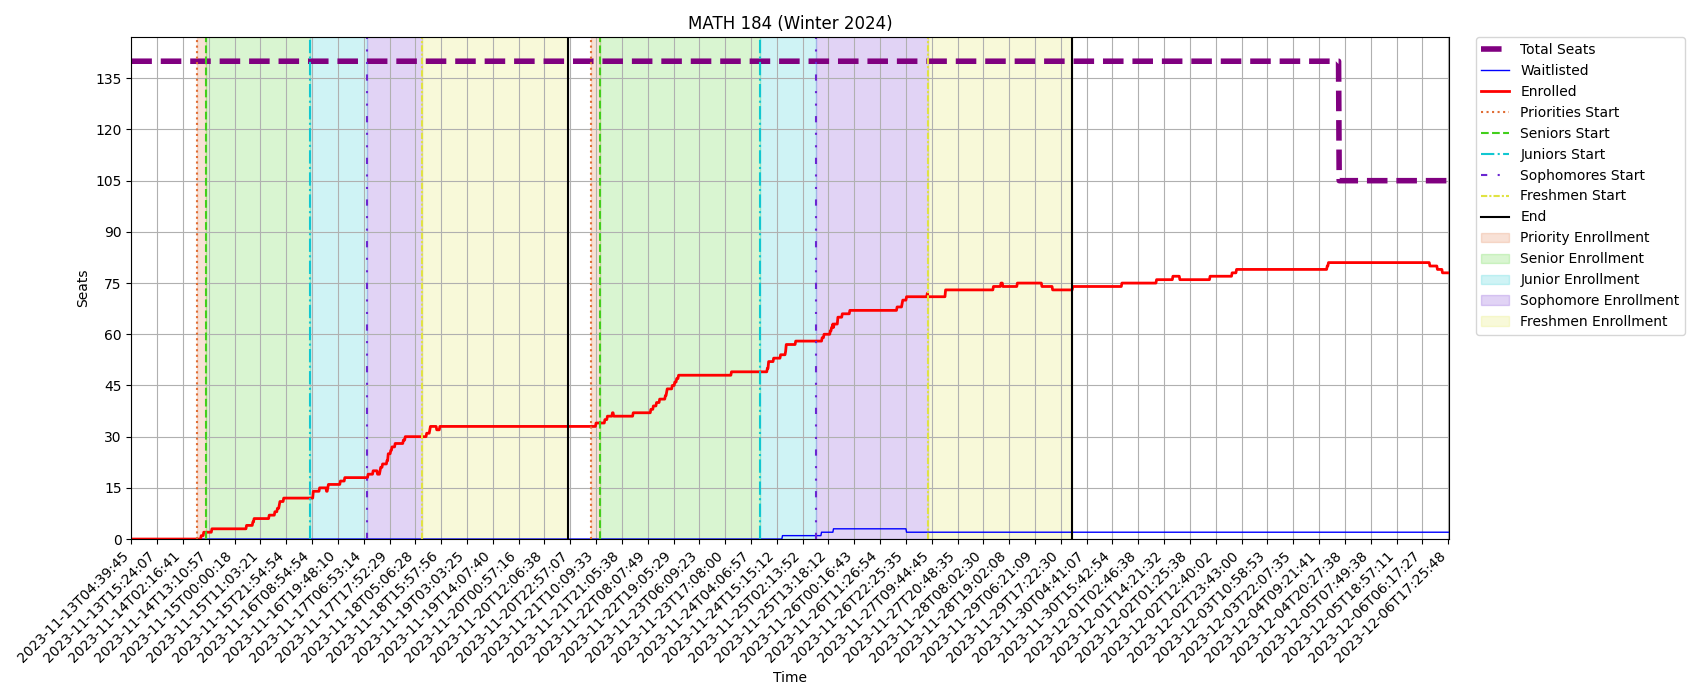 MATH 184 (Winter 2024)
Seats
135
120
105
90
75
60
45
30
15
0
2023-11-13T04:39:45
2023-11-13T15:24:07
2023-11-14T02:16:41
2023-11-14T13:10:57
2023-11-15T00:00:18
2023-11-15T11:03:21
2023-11-15T21:54:54
2023-11-16T08:54:54
2023-11-16T19:48:10
2023-11-17T06:53:14
2023-11-17T17:52:29
2023-11-18T05:06:28
2023-11-18T15:57:56
2023-11-19T03:03:25
2023-11-19T14:07:40
2023-11-20T00:57:16
2023-11-20T12:06:38
2023-11-20T22:57:07
2023-11-21T10:09:33
2023-11-21T21:05:38
2023-11-22T08:07:49
2023-11-22T19:05:29
2023-11-23T06:09:23
2023-11-23T17:08:00
2023-11-24T04:06:57
2023-11-24T15:15:12
2023-11-25T02:13:52
2023-11-25T13:18:12
2023-11-26T00:16:43
2023-11-26T11:26:54
2023-11-26T22:25:35
2023-11-27T09:44:45
2023-11-27T20:48:35
2023-11-28T08:02:30
2023-11-28T19:02:08
2023-11-29T06:21:09
2023-11-29T17:22:30
2023-11-30T04:41:07
2023-11-30T15:42:54
2023-12-01T02:46:38
2023-12-01T14:21:32
2023-12-02T01:25:38
2023-12-02T12:40:02
2023-12-02T23:43:00
2023-12-03T10:58:53
2023-12-03T22:07:35
2023-12-04T09:21:41
2023-12-04T20:27:38
2023-12-05T07:49:38
2023-12-05T18:57:11
2023-12-06T06:17:27
2023-12-06T17:25:48
Time
Total Seats
Waitlisted
Enrolled
Priorities Start
Seniors Start
Juniors Start
Sophomores Start
Freshmen Start
End
Priority Enrollment
Senior Enrollment
Junior Enrollment
Sophomore Enrollment
Freshmen Enrollment